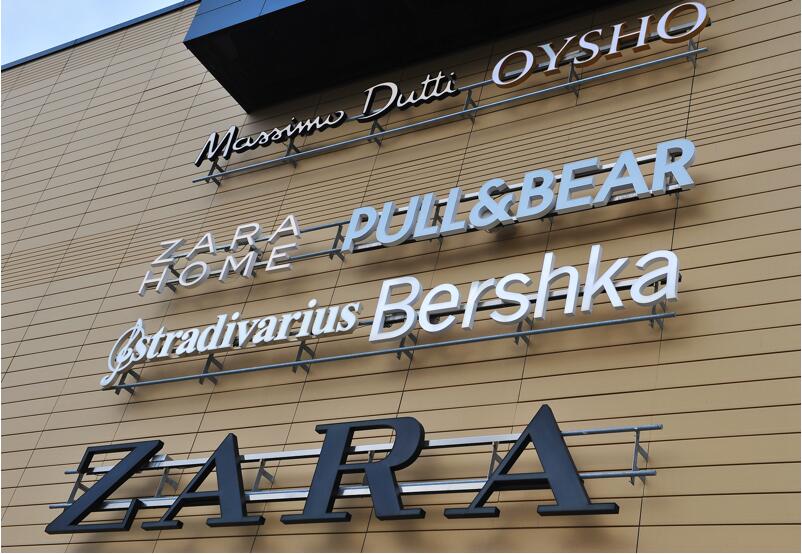 Massimo Dutti OYSHO
ZARA
HOME
PULL&BEAR
stradivarius Bershka
ZARA